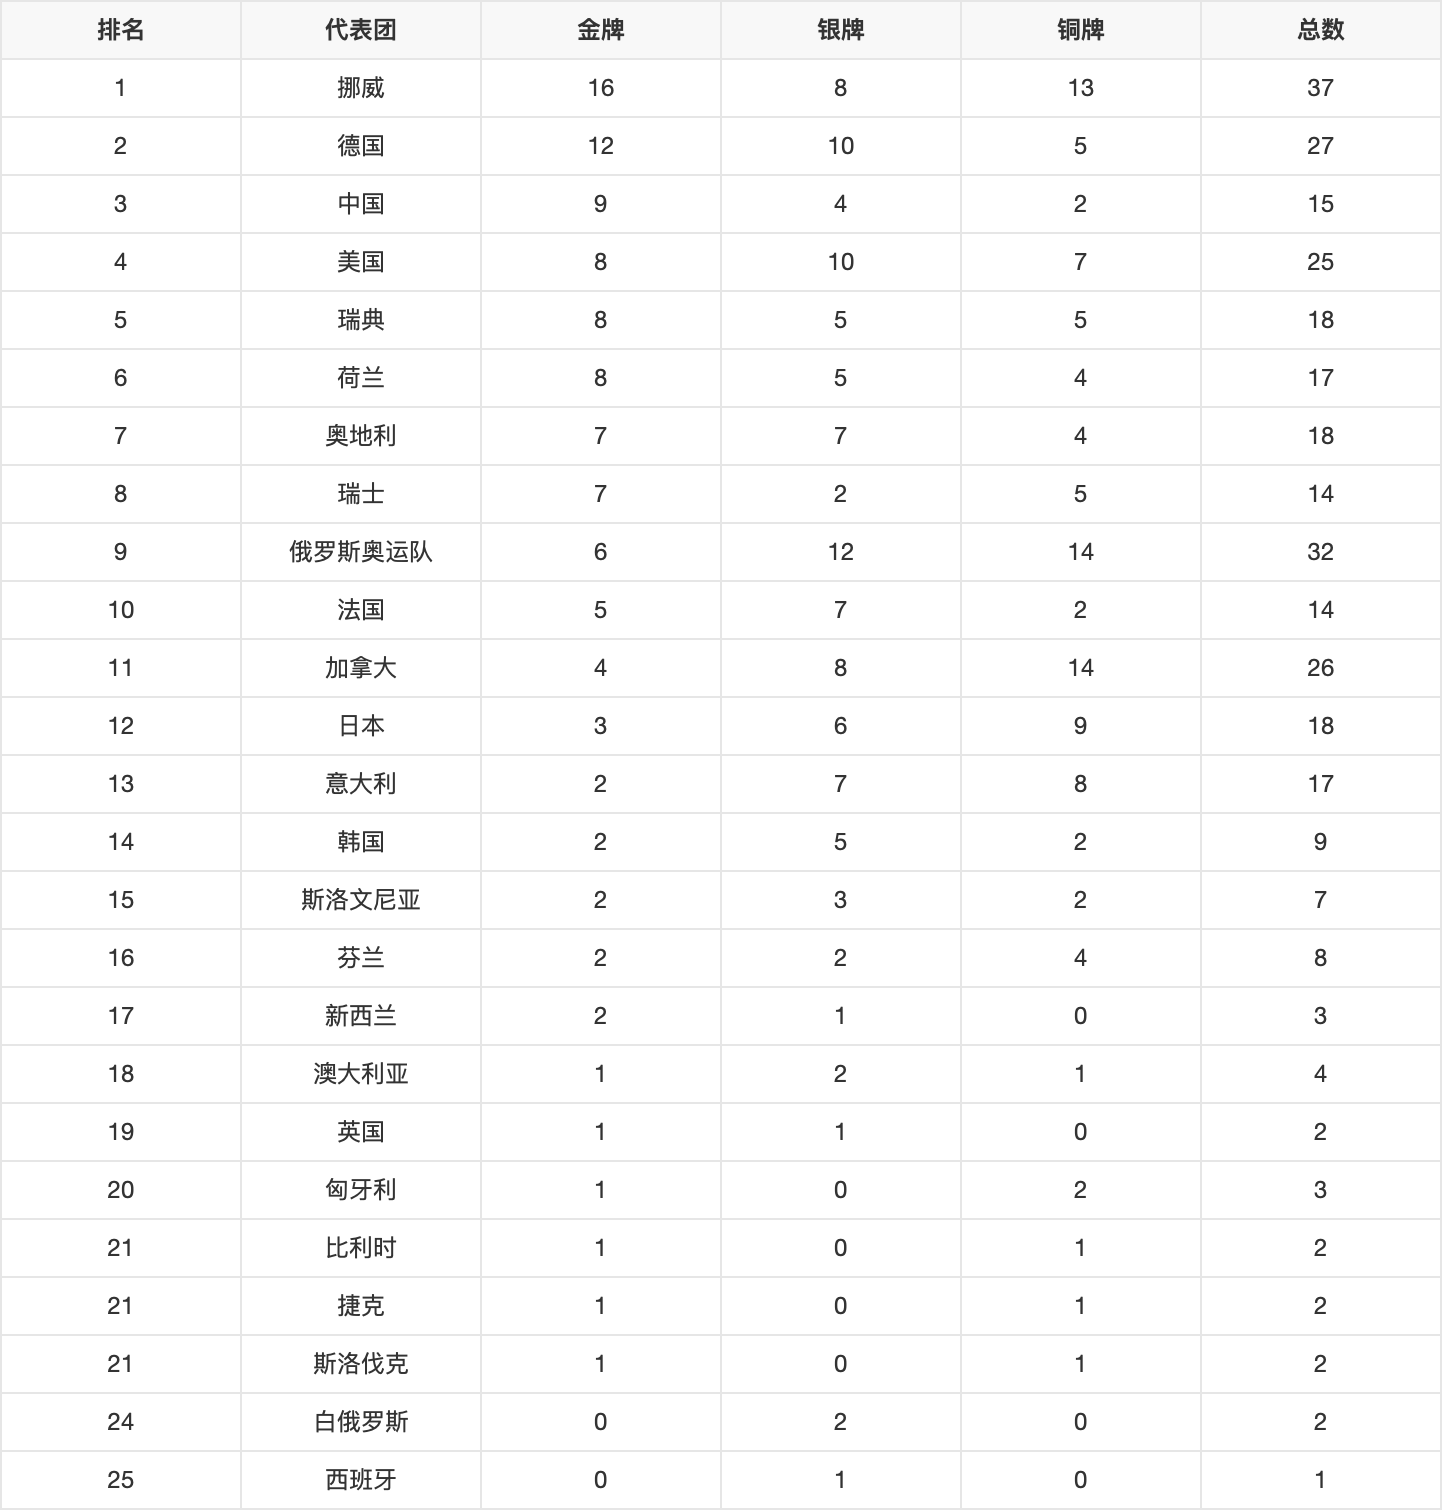 排名 代表团 金牌 银牌 铜牌 总数
1 挪威 16 8 13 37
2 德国 12 10 5 27
3 中国 9 4 2 15
4 美国 8 10 7 25
5 瑞典 8 5 5 18
6 荷兰 8 5 4 17
7 奥地利 7 7 4 18
8 瑞士 7 2 5 14
9 俄罗斯奥运队 6 12 14 32
10 法国 5 7 2 14
11 加拿大 4 8 14 26
12 日本 3 6 9 18
13 意大利 2 7 8 17
14 韩国 2 5 2 9
15 斯洛文尼亚 2 3 2 7
16 芬兰 2 2 4 8
17 新西兰 2 1 0 3
18 澳大利亚 1 2 1 4
19 英国 1 1 0 2
20 匈牙利 1 0 2 3
21 比利时 1 0 1 2
21 捷克 1 0 1 2
21 斯洛伐克 1 0 1 2
24 白俄罗斯 0 2 0 2
25 西班牙 0 1 0 1